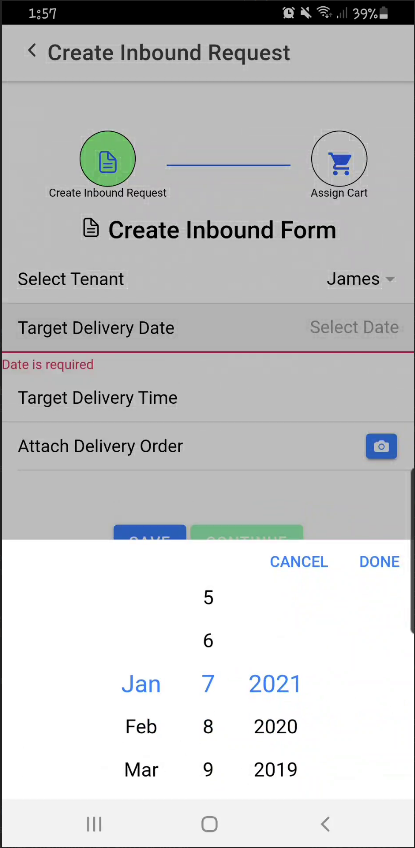 1:57 39%
Create Inbound Request
Create Inbound Request Assign Cart
Create Inbound Form
Select Tenant James
Target Delivery Date Select Date
Date is required
Target Delivery Time
Attach Delivery Order
SAVE CONTINUE
CANCEL DONE
5
6
Jan 7 2021
Feb 8 2020
Mar 9 2019